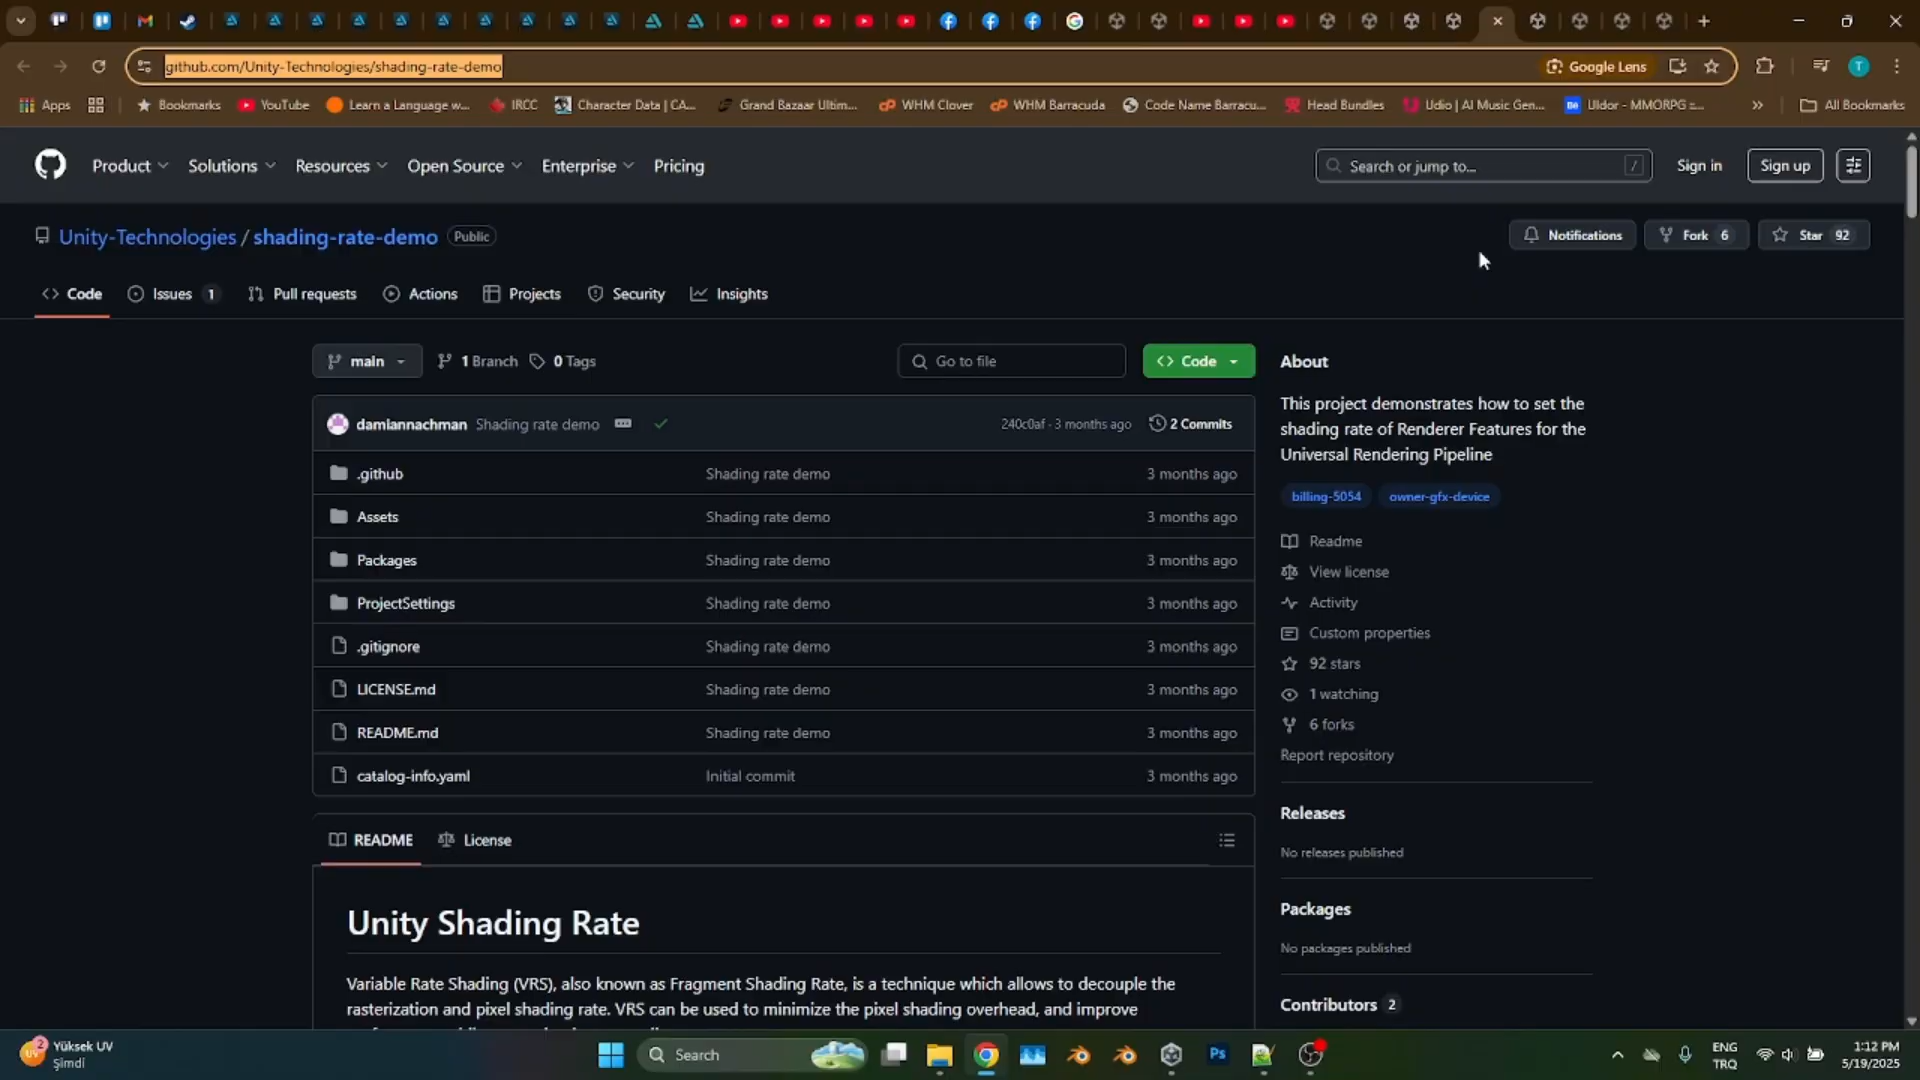 github.com/Unity-Technologies/shading-rate-demo
Google Lens
T
Apps
Bookmarks
YouTube
Learn a Language w...
IRCC
Character Data | CA...
Grand Bazaar Ultim...
WHM Clover
WHM Barracuda
Code Name Barracu...
Head Bundles
Udio | AI Music Gen...
Uldor - MMORPG ...
All Bookmarks
Product
Solutions
Resources
Open Source
Enterprise
Pricing
Search or jump to...
/
Sign in
Sign up
Unity-Technologies / shading-rate-demo
Public
Notifications
Fork 6
Star 92
Code
Issues 1
Pull requests
Actions
Projects
Security
Insights
main
1 Branch
0 Tags
Go to file
Code
damiannachman Shading rate demo
240c0af · 3 months ago
2 Commits
.github Shading rate demo 3 months ago
Assets Shading rate demo 3 months ago
Packages Shading rate demo 3 months ago
ProjectSettings Shading rate demo 3 months ago
.gitignore Shading rate demo 3 months ago
LICENSE.md Shading rate demo 3 months ago
README.md Shading rate demo 3 months ago
catalog-info.yaml Initial commit 3 months ago
README
License
Unity Shading Rate
Variable Rate Shading (VRS), also known as Fragment Shading Rate, is a technique which allows to decouple the
rasterization and pixel shading rate. VRS can be used to minimize the pixel shading overhead, and improve
About
This project demonstrates how to set the
shading rate of Renderer Features for the
Universal Rendering Pipeline
billing-5054
owner-gfx-device
Readme
View license
Activity
Custom properties
92 stars
1 watching
6 forks
Report repository
Releases
No releases published
Packages
No packages published
Contributors 2
2
Yüksek UV
Şimdi
Search
Ps
ENG
TRQ
1:12 PM
5/19/2025